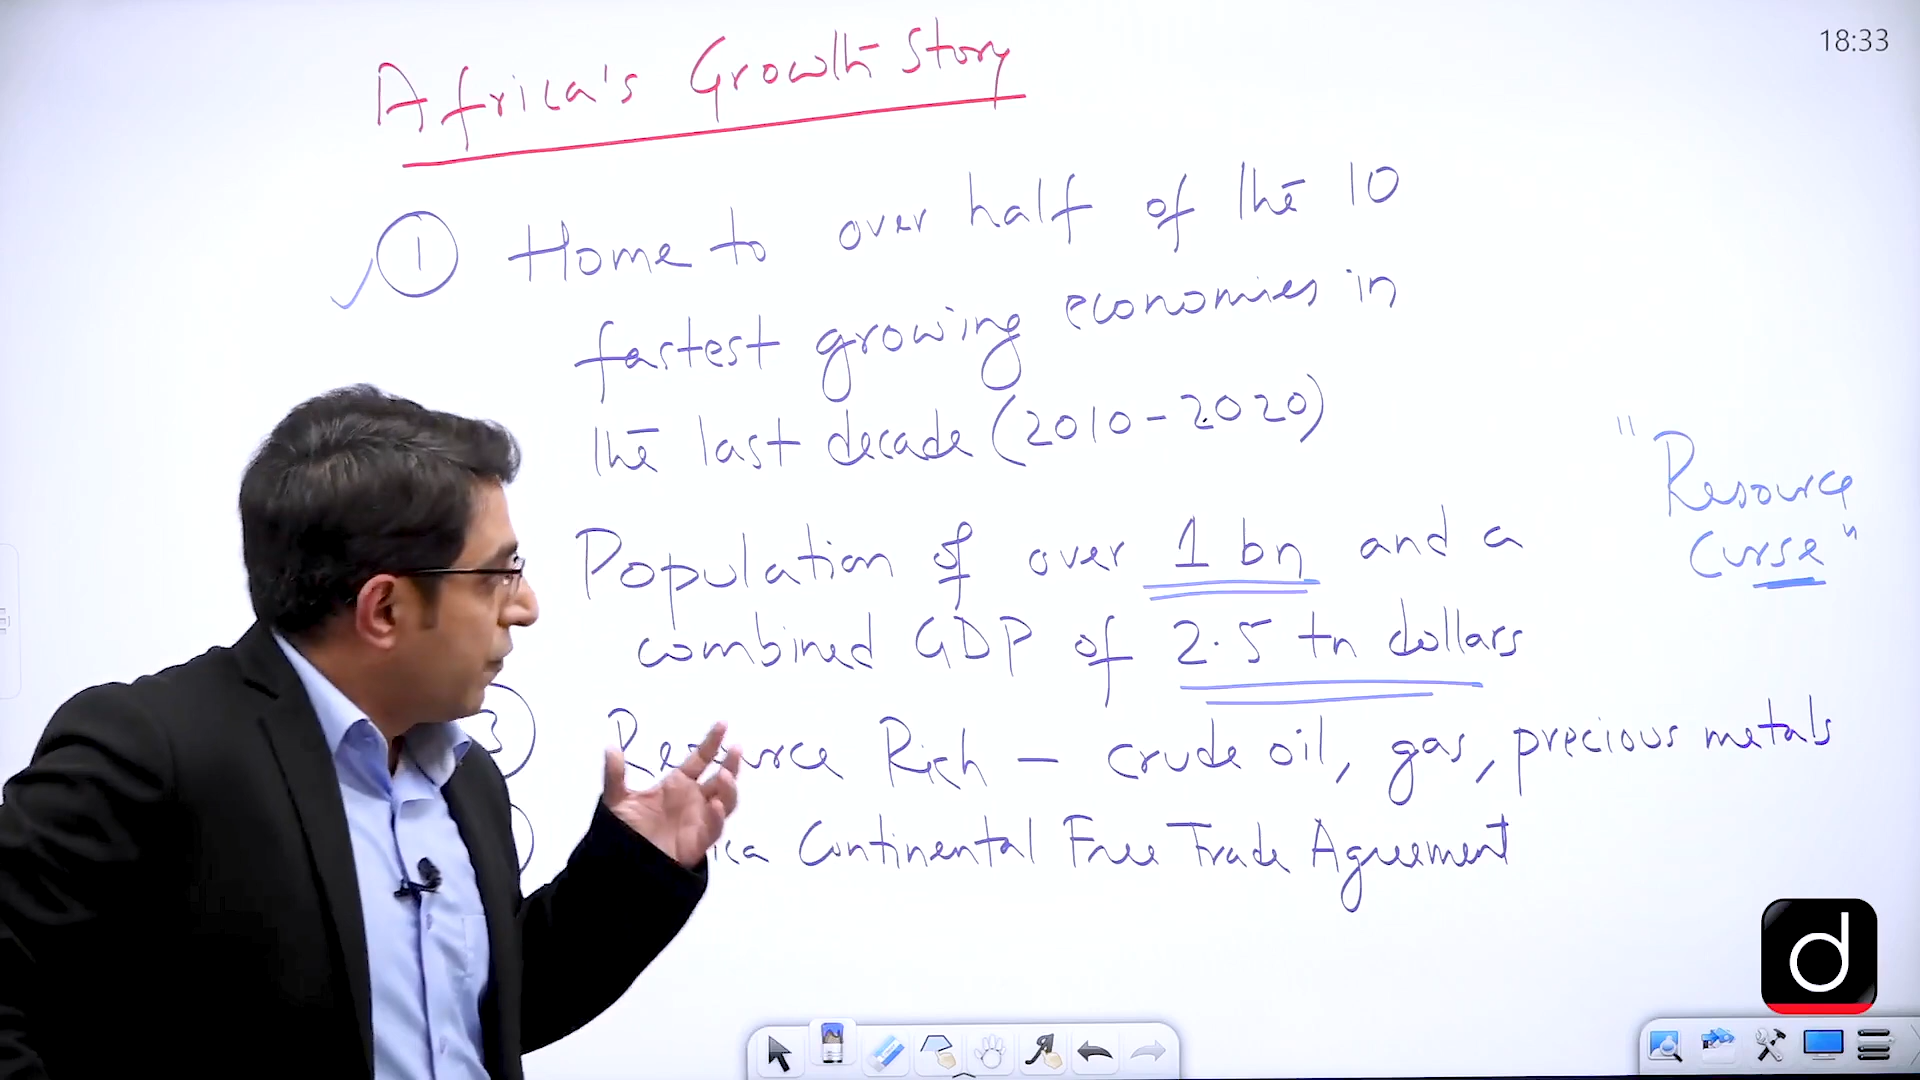 18:33
Africa's Growth Story
1 Home to over half of the 10
fastest growing economies in
the last decade (2010-2020)
"Resource
Curse"
Population of over 1 bn and a
combined GDP of 2.5 tn dollars
3 Resource Rich - crude oil, gas, precious metals
Continental Free Trade Agreement
d